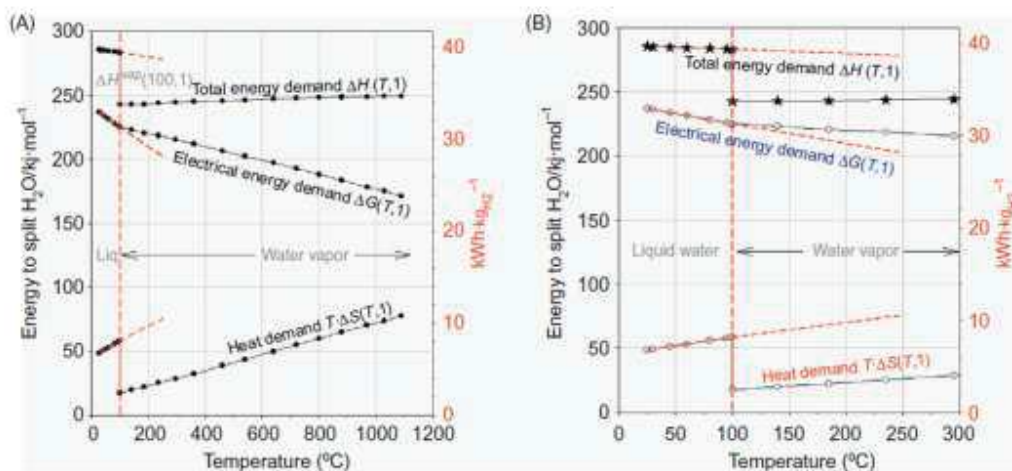 (A)
300
250
200
150
100
50
0
Energy to split H₂O/kj·mol⁻¹
ΔHᵛᵃᵖ(100,1)
Total energy demand ΔH (T,1)
Electrical energy demand ΔG(T,1)
Liq
Water vapor
Heat demand T·ΔS(T,1)
40
30
20
10
0
kWh·kg_H2⁻¹
0 200 400 600 800 1000 1200
Temperature (ºC)
(B)
300
250
200
150
100
50
0
Energy to split H₂O/kj·mol⁻¹
Total energy demand ΔH (T,1)
Electrical energy demand ΔG(T,1)
Liquid water
Water vapor
Heat demand T·ΔS(T,1)
40
30
20
10
0
kWh·kg_H2⁻¹
0 50 100 150 200 250 300
Temperature (ºC)